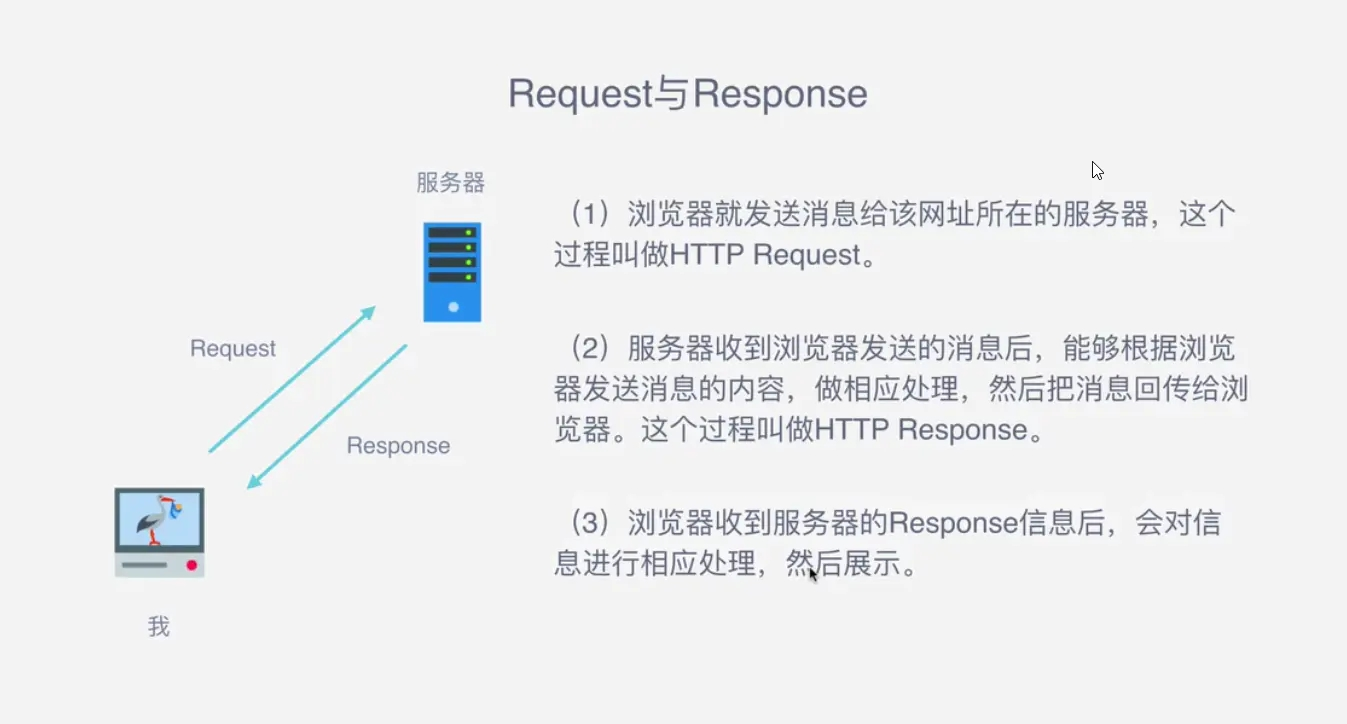 Request与Response
服务器
（1）浏览器就发送消息给该网址所在的服务器，这个
过程叫做HTTP Request。
（2）服务器收到浏览器发送的消息后，能够根据浏览
器发送消息的内容，做相应处理，然后把消息回传给浏
览器。这个过程叫做HTTP Response。
（3）浏览器收到服务器的Response信息后，会对信
息进行相应处理，然后展示。
Request
Response
我